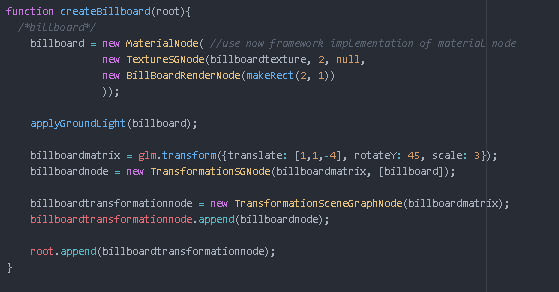 function createBillboard(root){
/*billboard*/
billboard = new MaterialNode( //use now framework implementation of material node
new TextureSGNode(billboardtexture, 2, null,
new BillBoardRenderNode(makeRect(2, 1))
));
applyGroundLight(billboard);
billboardmatrix = glm.transform({translate: [1,1,-4], rotateY: 45, scale: 3});
billboardnode = new TransformationSGNode(billboardmatrix, [billboard]);
billboardtransformationnode = new TransformationSceneGraphNode(billboardmatrix);
billboardtransformationnode.append(billboardnode);
root.append(billboardtransformationnode);
}